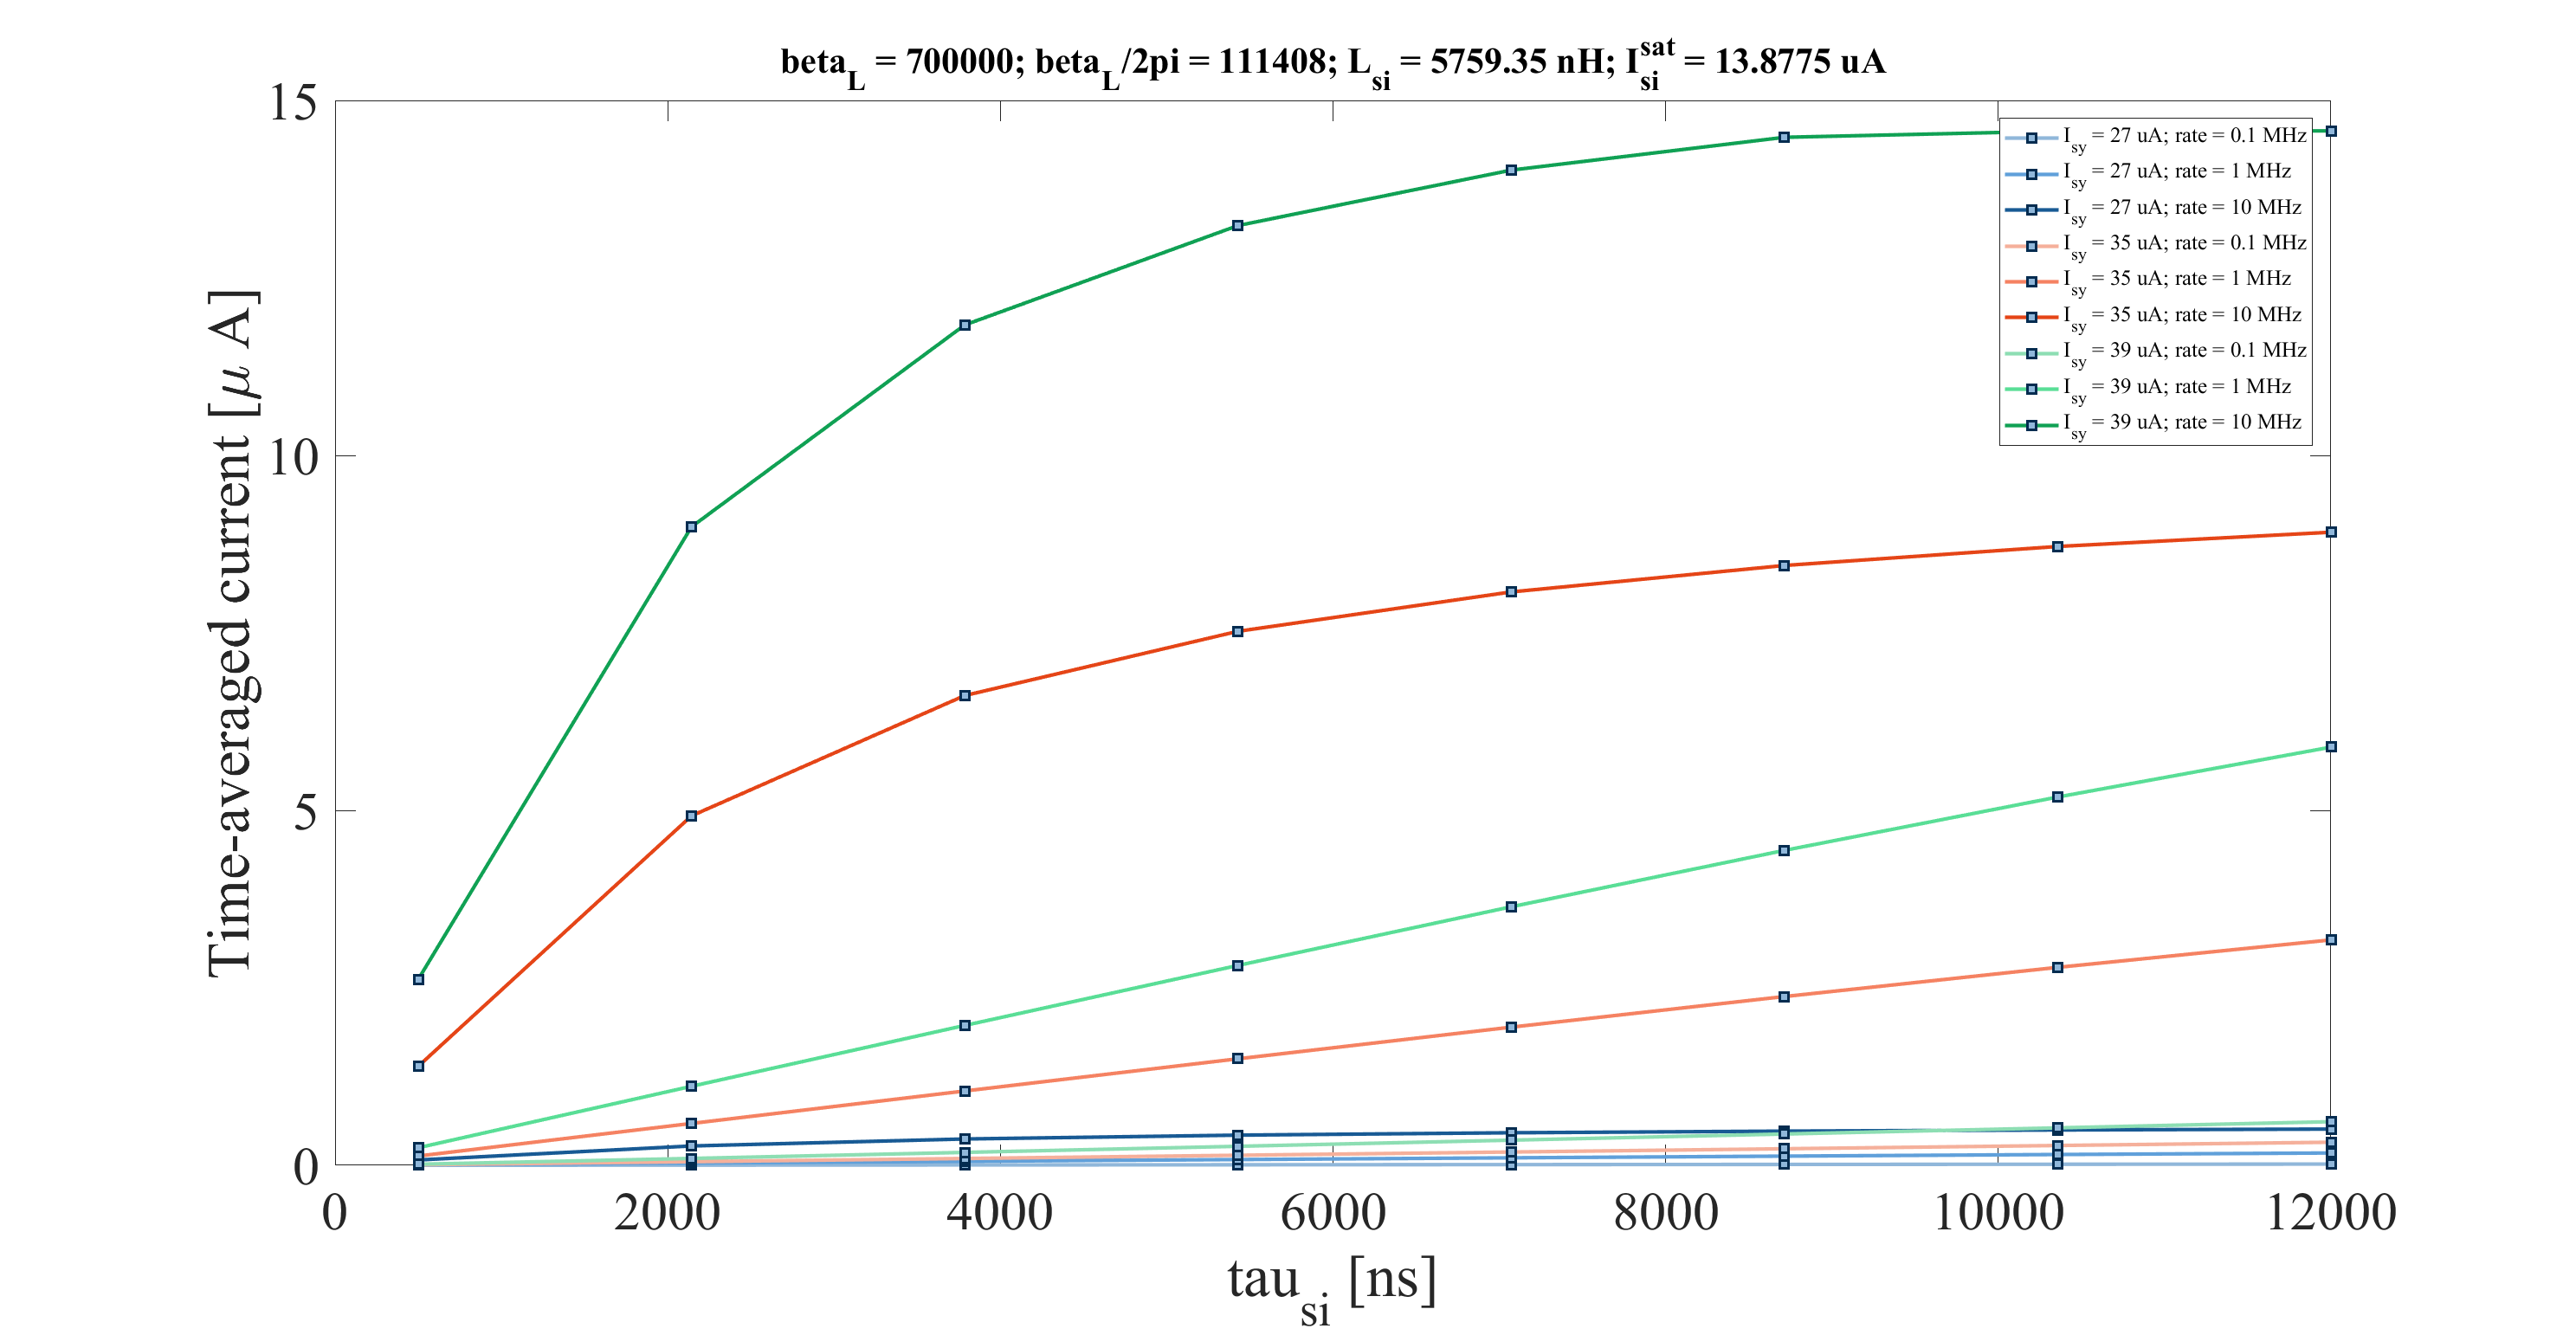 beta_L = 700000; beta_L/2pi = 111408; L_si = 5759.35 nH; I_si^sat = 13.8775 uA
15
10
5
0
Time-averaged current [μ A]
I_sy = 27 uA; rate = 0.1 MHz
I_sy = 27 uA; rate = 1 MHz
I_sy = 27 uA; rate = 10 MHz
I_sy = 35 uA; rate = 0.1 MHz
I_sy = 35 uA; rate = 1 MHz
I_sy = 35 uA; rate = 10 MHz
I_sy = 39 uA; rate = 0.1 MHz
I_sy = 39 uA; rate = 1 MHz
I_sy = 39 uA; rate = 10 MHz
0 2000 4000 6000 8000 10000 12000
tau_si [ns]